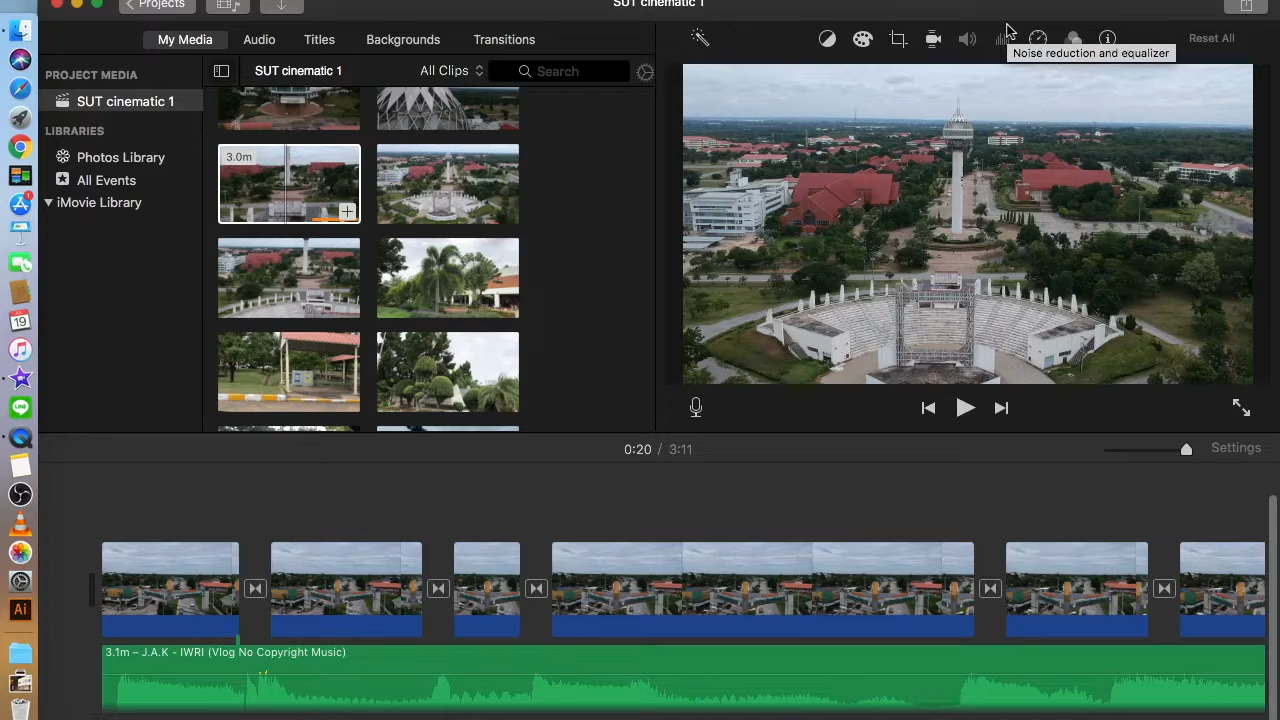 Projects
SUT cinematic 1
My Media
Audio
Titles
Backgrounds
Transitions
Reset All
Noise reduction and equalizer
PROJECT MEDIA
SUT cinematic 1
All Clips
Search
SUT cinematic 1
LIBRARIES
Photos Library
All Events
iMovie Library
3.0m
0:20 / 3:11
Settings
3.1m – J.A.K - IWRI (Vlog No Copyright Music)
19
Ai